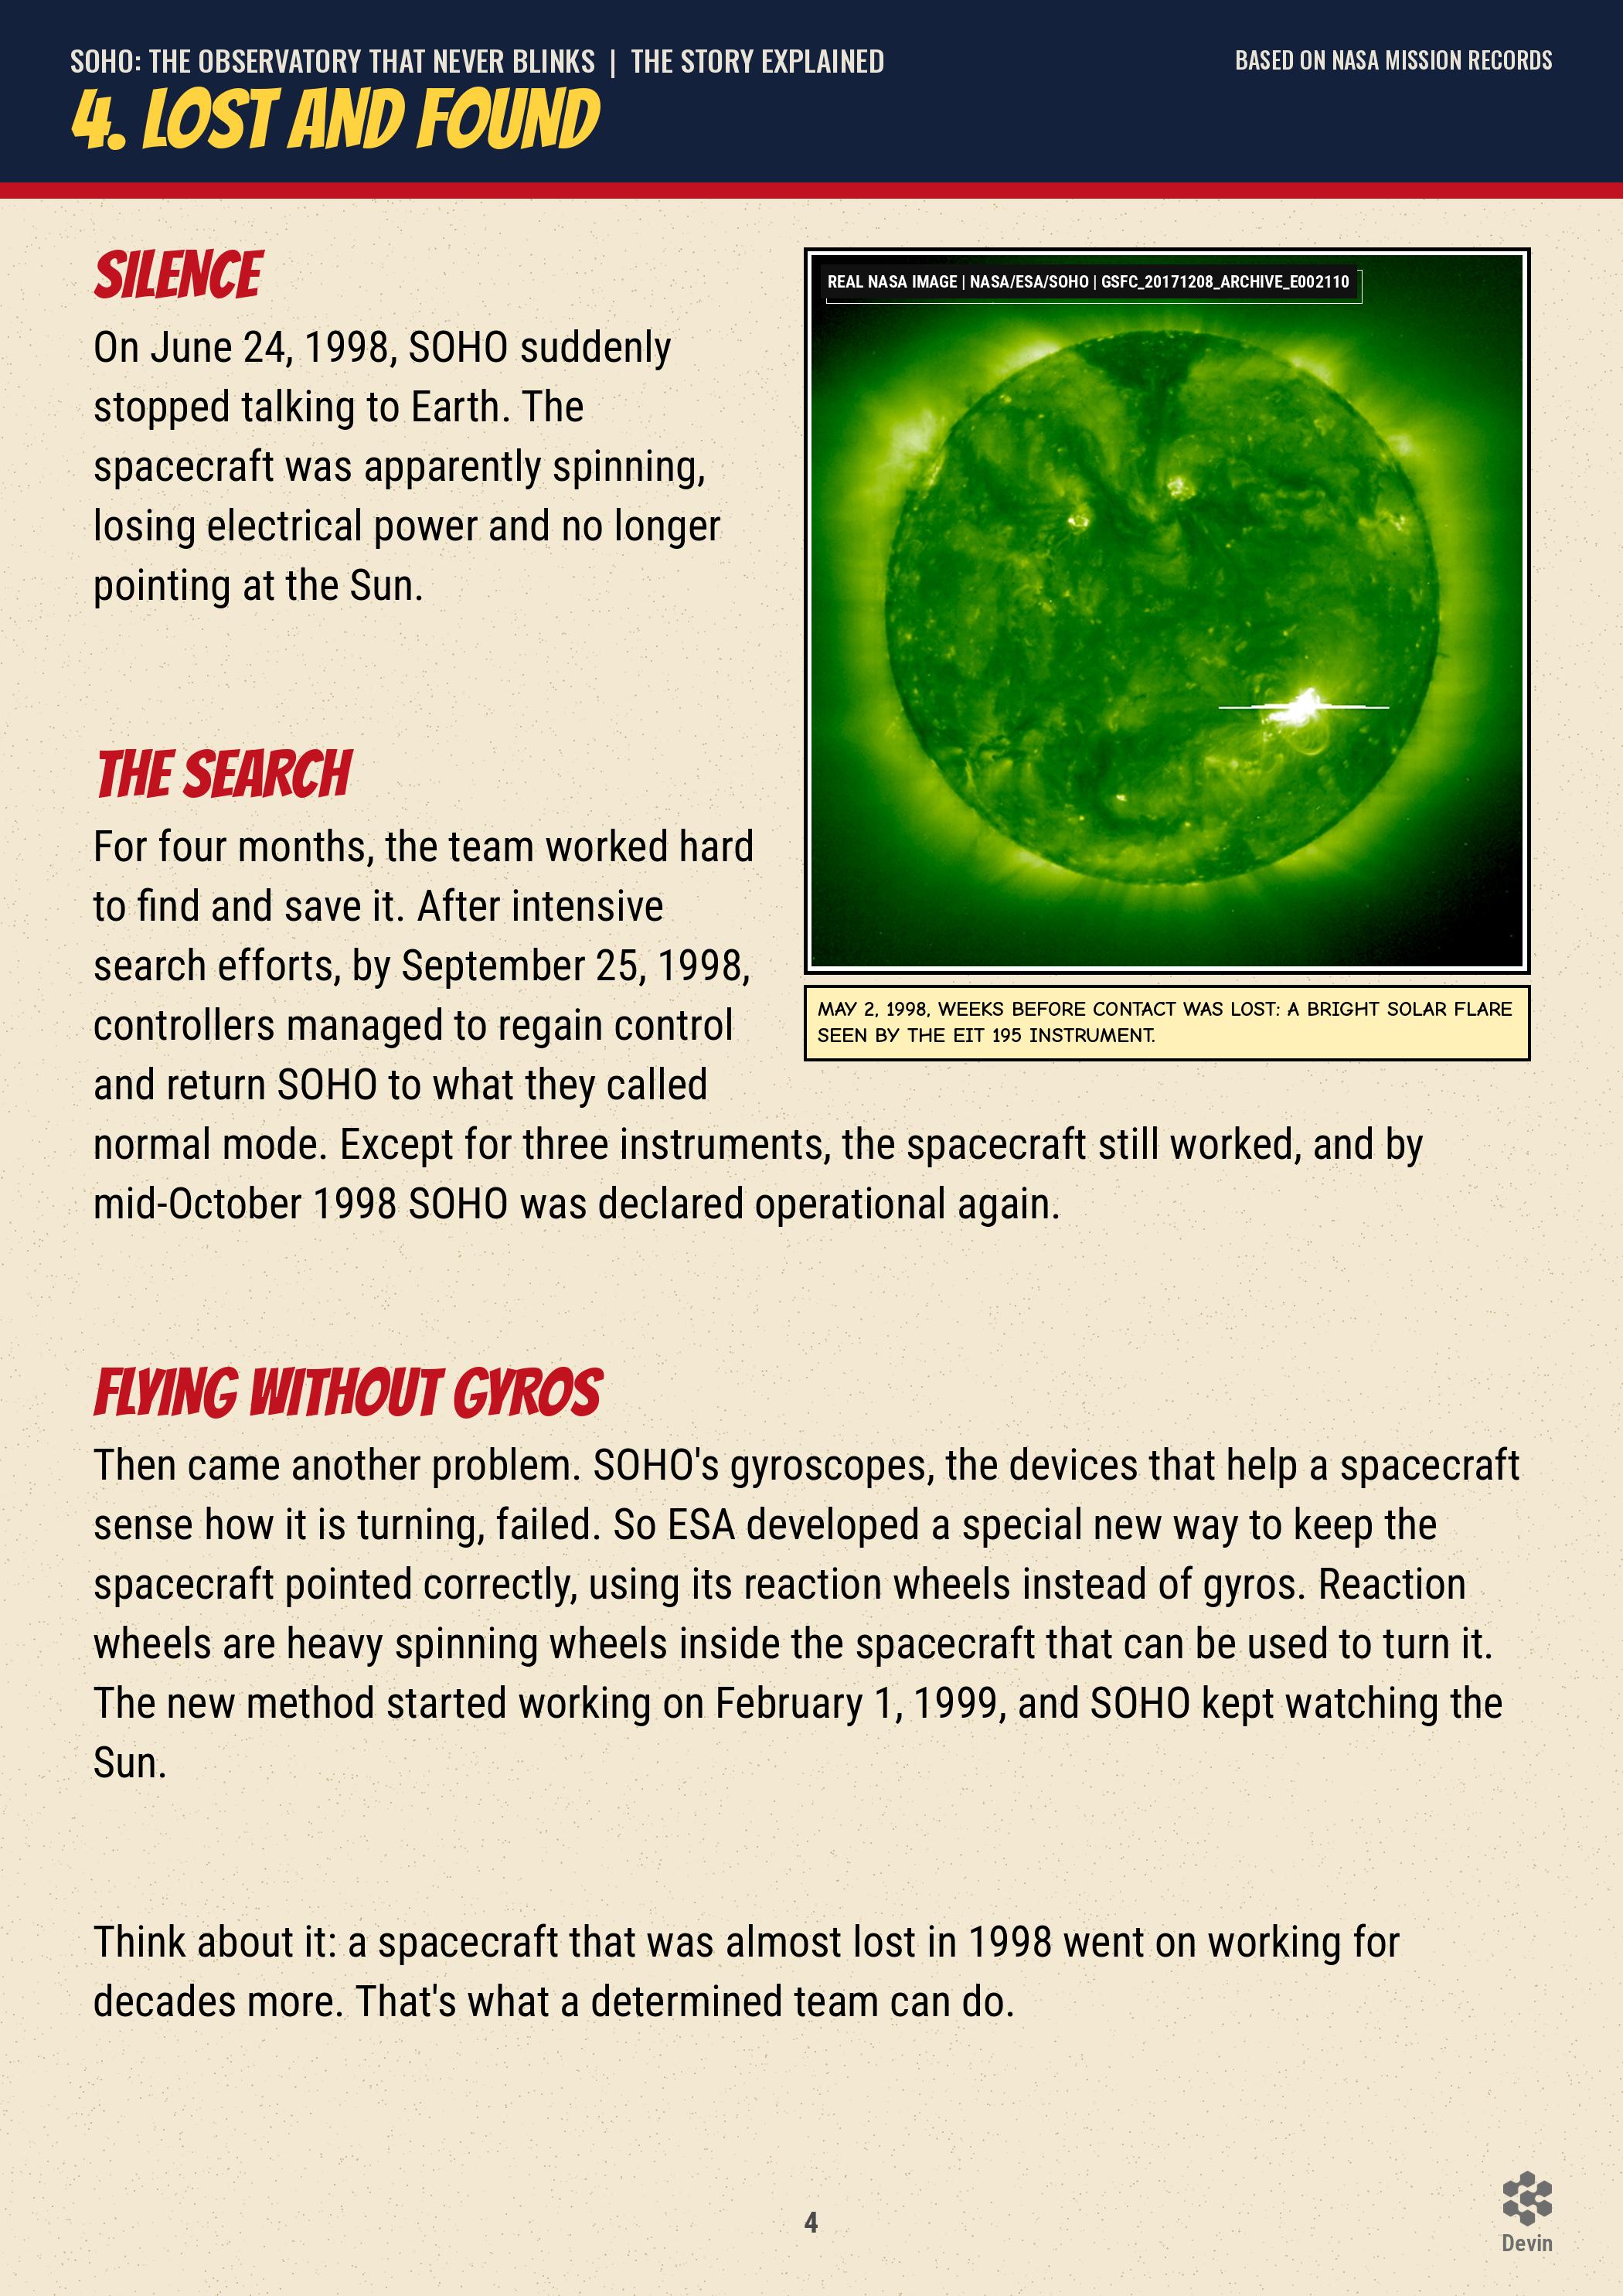 SOHO: THE OBSERVATORY THAT NEVER BLINKS | THE STORY EXPLAINED
BASED ON NASA MISSION RECORDS
4. LOST AND FOUND
SILENCE
On June 24, 1998, SOHO suddenly
stopped talking to Earth. The
spacecraft was apparently spinning,
losing electrical power and no longer
pointing at the Sun.
REAL NASA IMAGE | NASA/ESA/SOHO | GSFC_20171208_ARCHIVE_E002110
MAY 2, 1998, WEEKS BEFORE CONTACT WAS LOST: A BRIGHT SOLAR FLARE
SEEN BY THE EIT 195 INSTRUMENT.
THE SEARCH
For four months, the team worked hard
to find and save it. After intensive
search efforts, by September 25, 1998,
controllers managed to regain control
and return SOHO to what they called
normal mode. Except for three instruments, the spacecraft still worked, and by
mid-October 1998 SOHO was declared operational again.
FLYING WITHOUT GYROS
Then came another problem. SOHO's gyroscopes, the devices that help a spacecraft
sense how it is turning, failed. So ESA developed a special new way to keep the
spacecraft pointed correctly, using its reaction wheels instead of gyros. Reaction
wheels are heavy spinning wheels inside the spacecraft that can be used to turn it.
The new method started working on February 1, 1999, and SOHO kept watching the
Sun.
Think about it: a spacecraft that was almost lost in 1998 went on working for
decades more. That's what a determined team can do.
4
Devin